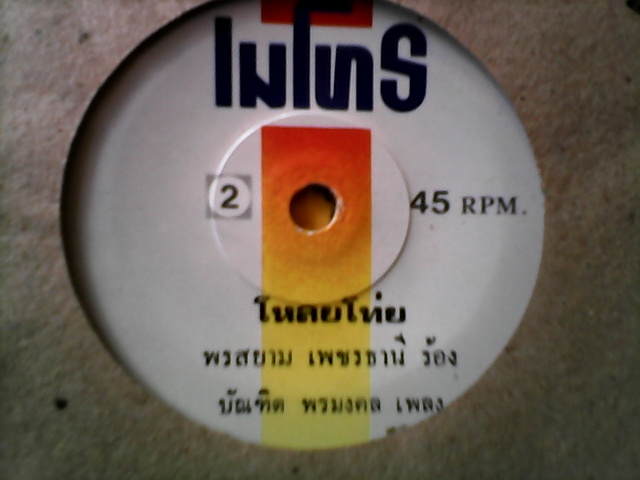 เมโทร
2
45 RPM.
โหลยโท่ย
พรสยาม เพชรธานี ร้อง
บัณฑิต พรมงคล เพลง